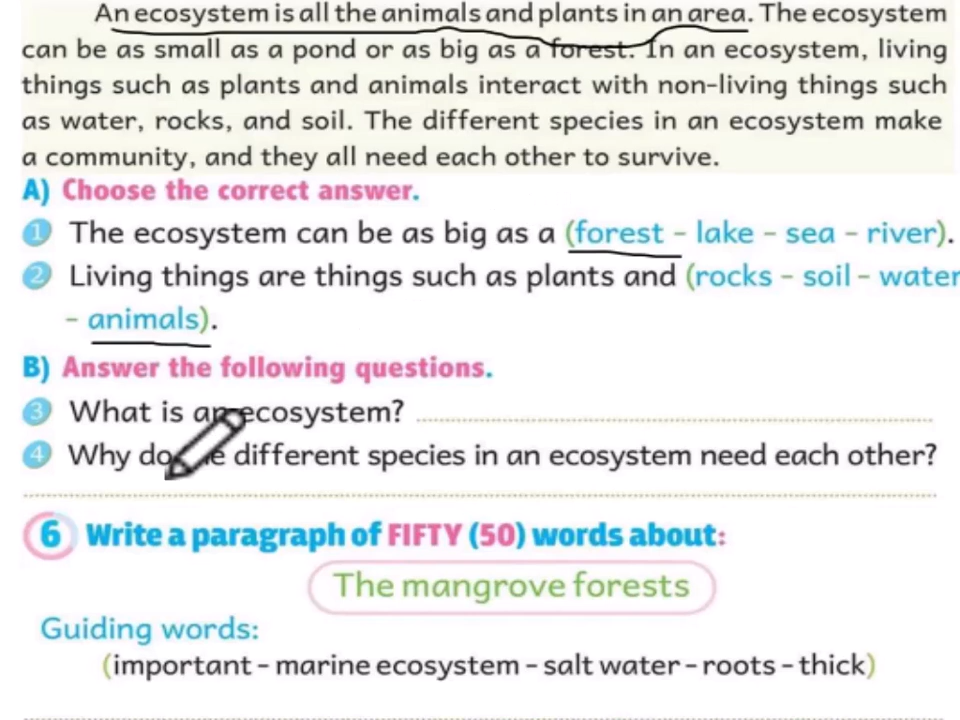 An ecosystem is all the animals and plants in an area. The ecosystem
can be as small as a pond or as big as a forest. In an ecosystem, living
things such as plants and animals interact with non-living things such
as water, rocks, and soil. The different species in an ecosystem make
a community, and they all need each other to survive.
A) Choose the correct answer.
1 The ecosystem can be as big as a (forest – lake – sea – river).
2 Living things are things such as plants and (rocks – soil – water
– animals).
B) Answer the following questions.
3 What is an ecosystem?
4 Why do different species in an ecosystem need each other?
6 Write a paragraph of FIFTY (50) words about:
The mangrove forests
Guiding words:
(important – marine ecosystem – salt water – roots – thick)